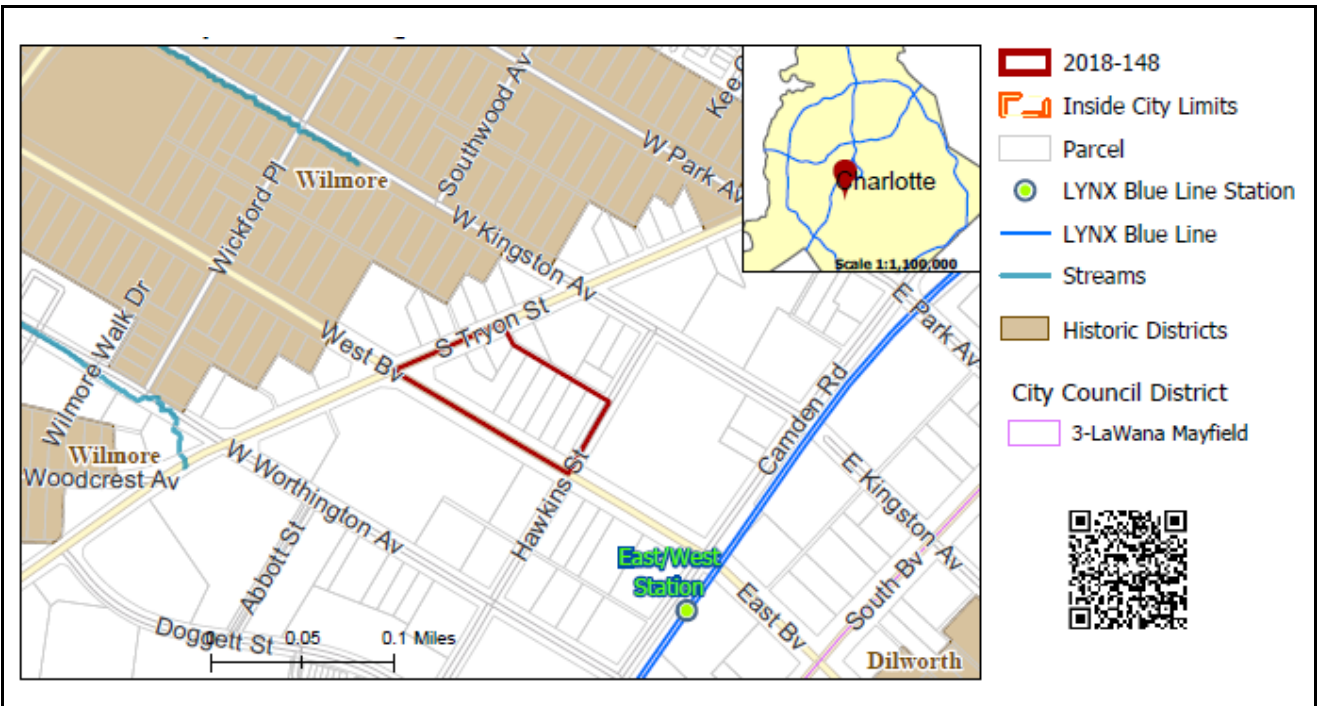 Kee
Southwood Av
W Park Av
Wilmore
Wickford Pl
W Kingston Av
Charlotte
Scale 1:1,100,000
E Park Av
S Tryon St
West Bv
Wilmore Walk Dr
Camden Rd
Wilmore
Woodcrest Av
W Worthington Av
Hawkins St
E Kingston Av
Abbott St
East/West
Station
South Bv
East Bv
Doggett St
0 0.05 0.1 Miles
Dilworth
2018-148
Inside City Limits
Parcel
LYNX Blue Line Station
LYNX Blue Line
Streams
Historic Districts
City Council District
3-LaWana Mayfield